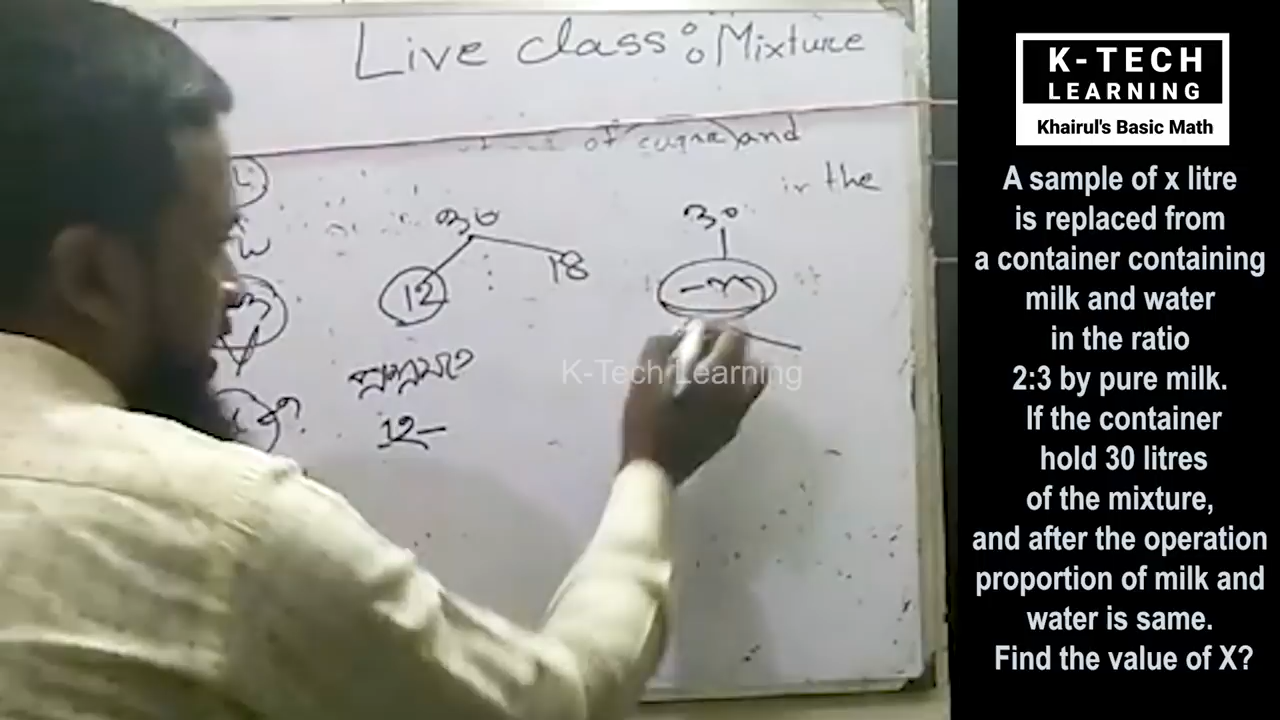 Live class : Mixture
of sugar and
in the
30 30
12 18
-x
12-
K-Tech Learning
K-TECH
LEARNING
Khairul's Basic Math
A sample of x litre
is replaced from
a container containing
milk and water
in the ratio
2:3 by pure milk.
If the container
hold 30 litres
of the mixture,
and after the operation
proportion of milk and
water is same.
Find the value of X?